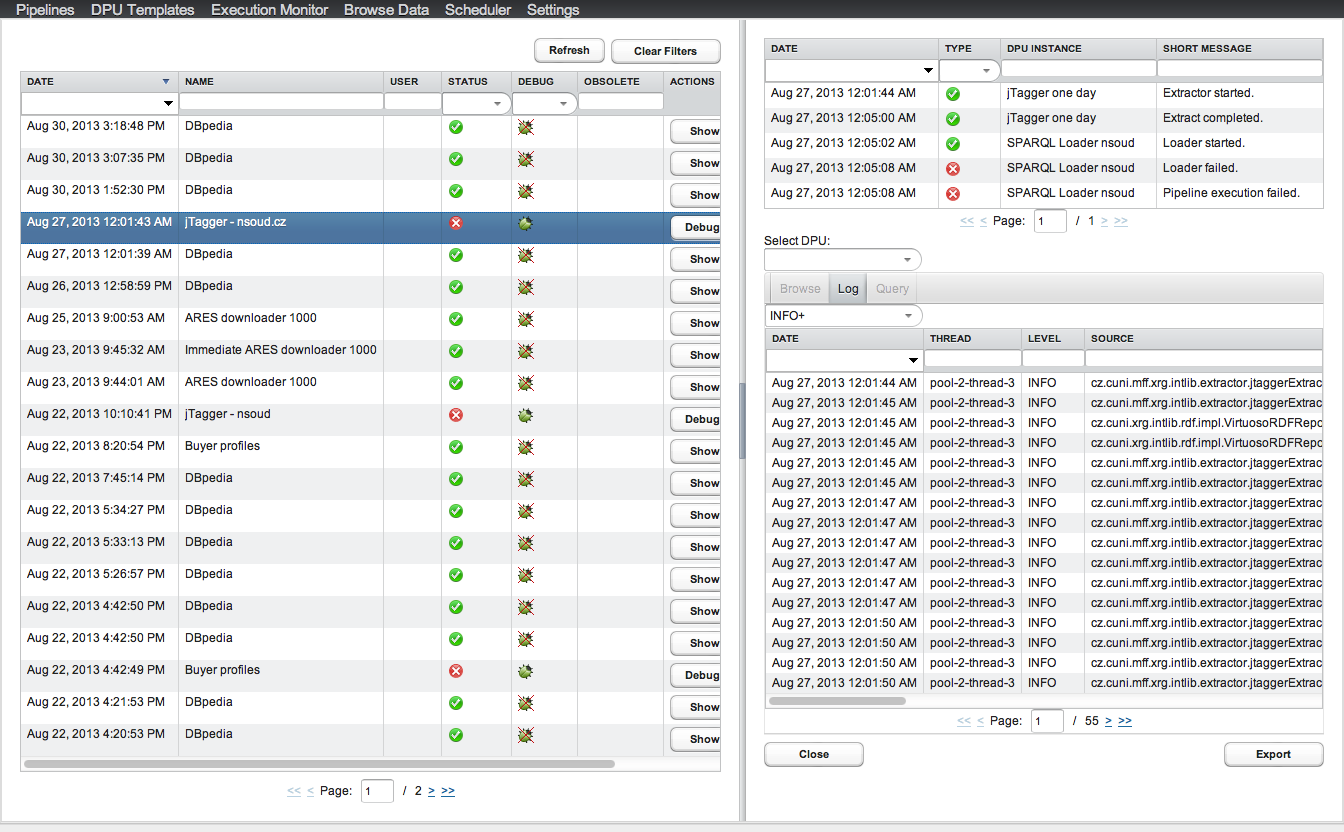 Pipelines DPU Templates Execution Monitor Browse Data Scheduler Settings
Refresh Clear Filters
DATE NAME USER STATUS DEBUG OBSOLETE ACTIONS
Aug 30, 2013 3:18:48 PM DBpedia Show
Aug 30, 2013 3:07:35 PM DBpedia Show
Aug 30, 2013 1:52:30 PM DBpedia Show
Aug 27, 2013 12:01:43 AM jTagger - nsoud.cz Debug
Aug 27, 2013 12:01:39 AM DBpedia Show
Aug 26, 2013 12:58:59 PM DBpedia Show
Aug 25, 2013 9:00:53 AM ARES downloader 1000 Show
Aug 23, 2013 9:45:32 AM Immediate ARES downloader 1000 Show
Aug 23, 2013 9:44:01 AM ARES downloader 1000 Show
Aug 22, 2013 10:10:41 PM jTagger - nsoud Debug
Aug 22, 2013 8:20:54 PM Buyer profiles Show
Aug 22, 2013 7:45:14 PM DBpedia Show
Aug 22, 2013 5:34:27 PM DBpedia Show
Aug 22, 2013 5:33:13 PM DBpedia Show
Aug 22, 2013 5:26:57 PM DBpedia Show
Aug 22, 2013 4:42:50 PM DBpedia Show
Aug 22, 2013 4:42:50 PM DBpedia Show
Aug 22, 2013 4:42:49 PM Buyer profiles Debug
Aug 22, 2013 4:21:53 PM DBpedia Show
Aug 22, 2013 4:20:53 PM DBpedia Show
<< < Page: 1 / 2 > >>
DATE TYPE DPU INSTANCE SHORT MESSAGE
Aug 27, 2013 12:01:44 AM jTagger one day Extractor started.
Aug 27, 2013 12:05:00 AM jTagger one day Extract completed.
Aug 27, 2013 12:05:02 AM SPARQL Loader nsoud Loader started.
Aug 27, 2013 12:05:08 AM SPARQL Loader nsoud Loader failed.
Aug 27, 2013 12:05:08 AM SPARQL Loader nsoud Pipeline execution failed.
<< < Page: 1 / 1 > >>
Select DPU:
Browse Log Query
INFO+
DATE THREAD LEVEL SOURCE
Aug 27, 2013 12:01:44 AM pool-2-thread-3 INFO cz.cuni.mff.xrg.intlib.extractor.jtaggerExtrac
Aug 27, 2013 12:01:45 AM pool-2-thread-3 INFO cz.cuni.mff.xrg.intlib.extractor.jtaggerExtrac
Aug 27, 2013 12:01:45 AM pool-2-thread-3 INFO cz.cuni.xrg.intlib.rdf.impl.VirtuosoRDFRepo
Aug 27, 2013 12:01:45 AM pool-2-thread-3 INFO cz.cuni.xrg.intlib.rdf.impl.VirtuosoRDFRepo
Aug 27, 2013 12:01:45 AM pool-2-thread-3 INFO cz.cuni.mff.xrg.intlib.extractor.jtaggerExtrac
Aug 27, 2013 12:01:45 AM pool-2-thread-3 INFO cz.cuni.mff.xrg.intlib.extractor.jtaggerExtrac
Aug 27, 2013 12:01:47 AM pool-2-thread-3 INFO cz.cuni.mff.xrg.intlib.extractor.jtaggerExtrac
Aug 27, 2013 12:01:47 AM pool-2-thread-3 INFO cz.cuni.mff.xrg.intlib.extractor.jtaggerExtrac
Aug 27, 2013 12:01:47 AM pool-2-thread-3 INFO cz.cuni.mff.xrg.intlib.extractor.jtaggerExtrac
Aug 27, 2013 12:01:47 AM pool-2-thread-3 INFO cz.cuni.mff.xrg.intlib.extractor.jtaggerExtrac
Aug 27, 2013 12:01:47 AM pool-2-thread-3 INFO cz.cuni.mff.xrg.intlib.extractor.jtaggerExtrac
Aug 27, 2013 12:01:47 AM pool-2-thread-3 INFO cz.cuni.mff.xrg.intlib.extractor.jtaggerExtrac
Aug 27, 2013 12:01:50 AM pool-2-thread-3 INFO cz.cuni.mff.xrg.intlib.extractor.jtaggerExtrac
Aug 27, 2013 12:01:50 AM pool-2-thread-3 INFO cz.cuni.mff.xrg.intlib.extractor.jtaggerExtrac
Aug 27, 2013 12:01:50 AM pool-2-thread-3 INFO cz.cuni.mff.xrg.intlib.extractor.jtaggerExtrac
Aug 27, 2013 12:01:50 AM pool-2-thread-3 INFO cz.cuni.mff.xrg.intlib.extractor.jtaggerExtrac
<< < Page: 1 / 55 > >>
Close Export